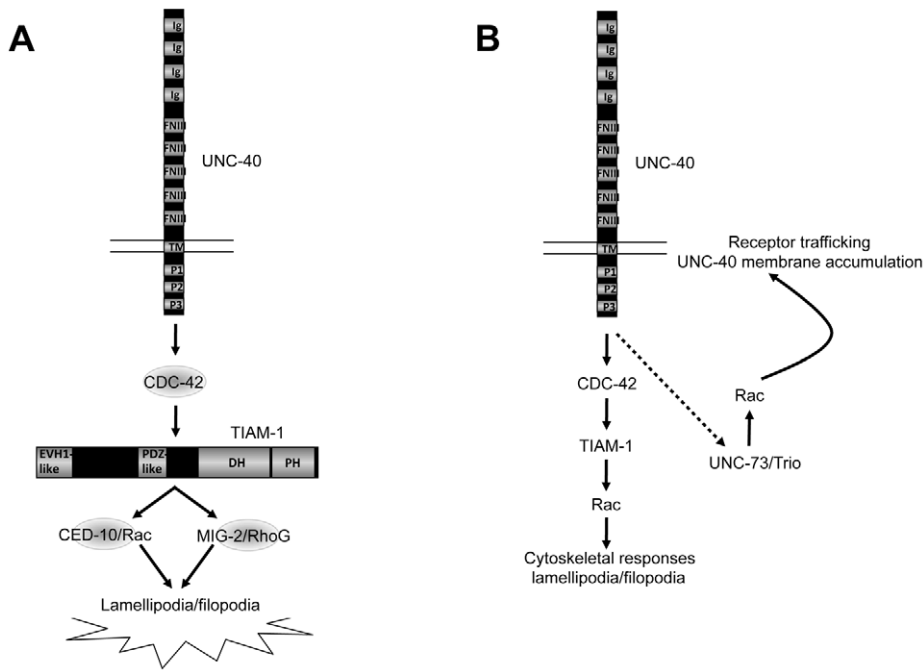 A
Ig
Ig
Ig
Ig
FNIII
FNIII
FNIII
FNIII
FNIII
UNC-40
TM
P1
P2
P3
CDC-42
TIAM-1
EVH1-
like
PDZ-
like
DH
PH
CED-10/Rac
MIG-2/RhoG
Lamellipodia/filopodia
B
Ig
Ig
Ig
Ig
FNIII
FNIII
FNIII
FNIII
FNIII
UNC-40
TM
P1
P2
P3
Receptor trafficking
UNC-40 membrane accumulation
CDC-42
TIAM-1
Rac
Cytoskeletal responses
lamellipodia/filopodia
Rac
UNC-73/Trio